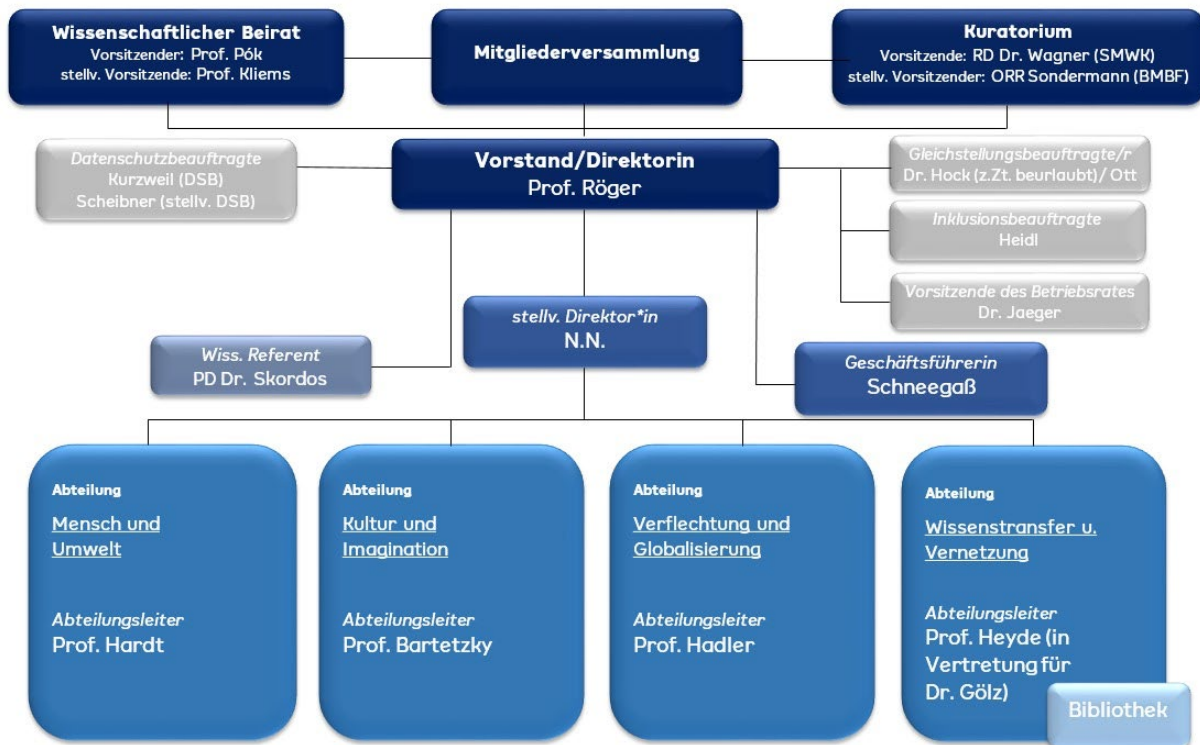 Wissenschaftlicher Beirat
Vorsitzender: Prof. Pók
stellv. Vorsitzende: Prof. Kliems
Mitgliederversammlung
Kuratorium
Vorsitzende: RD Dr. Wagner (SMWK)
stellv. Vorsitzender: ORR Sondermann (BMBF)
Datenschutzbeauftragte
Kurzweil (DSB)
Scheibner (stellv. DSB)
Vorstand/Direktorin
Prof. Röger
Gleichstellungsbeauftragte/r
Dr. Hock (z.Zt. beurlaubt)/ Ott
Inklusionsbeauftragte
Heidl
Vorsitzende des Betriebsrates
Dr. Jaeger
stellv. Direktor*in
N.N.
Wiss. Referent
PD Dr. Skordos
Geschäftsführerin
Schneegaß
Abteilung
Mensch und
Umwelt
Abteilungsleiter
Prof. Hardt
Abteilung
Kultur und
Imagination
Abteilungsleiter
Prof. Bartetzky
Abteilung
Verflechtung und
Globalisierung
Abteilungsleiter
Prof. Hadler
Abteilung
Wissenstransfer u.
Vernetzung
Abteilungsleiter
Prof. Heyde (in
Vertretung für
Dr. Gölz)
Bibliothek